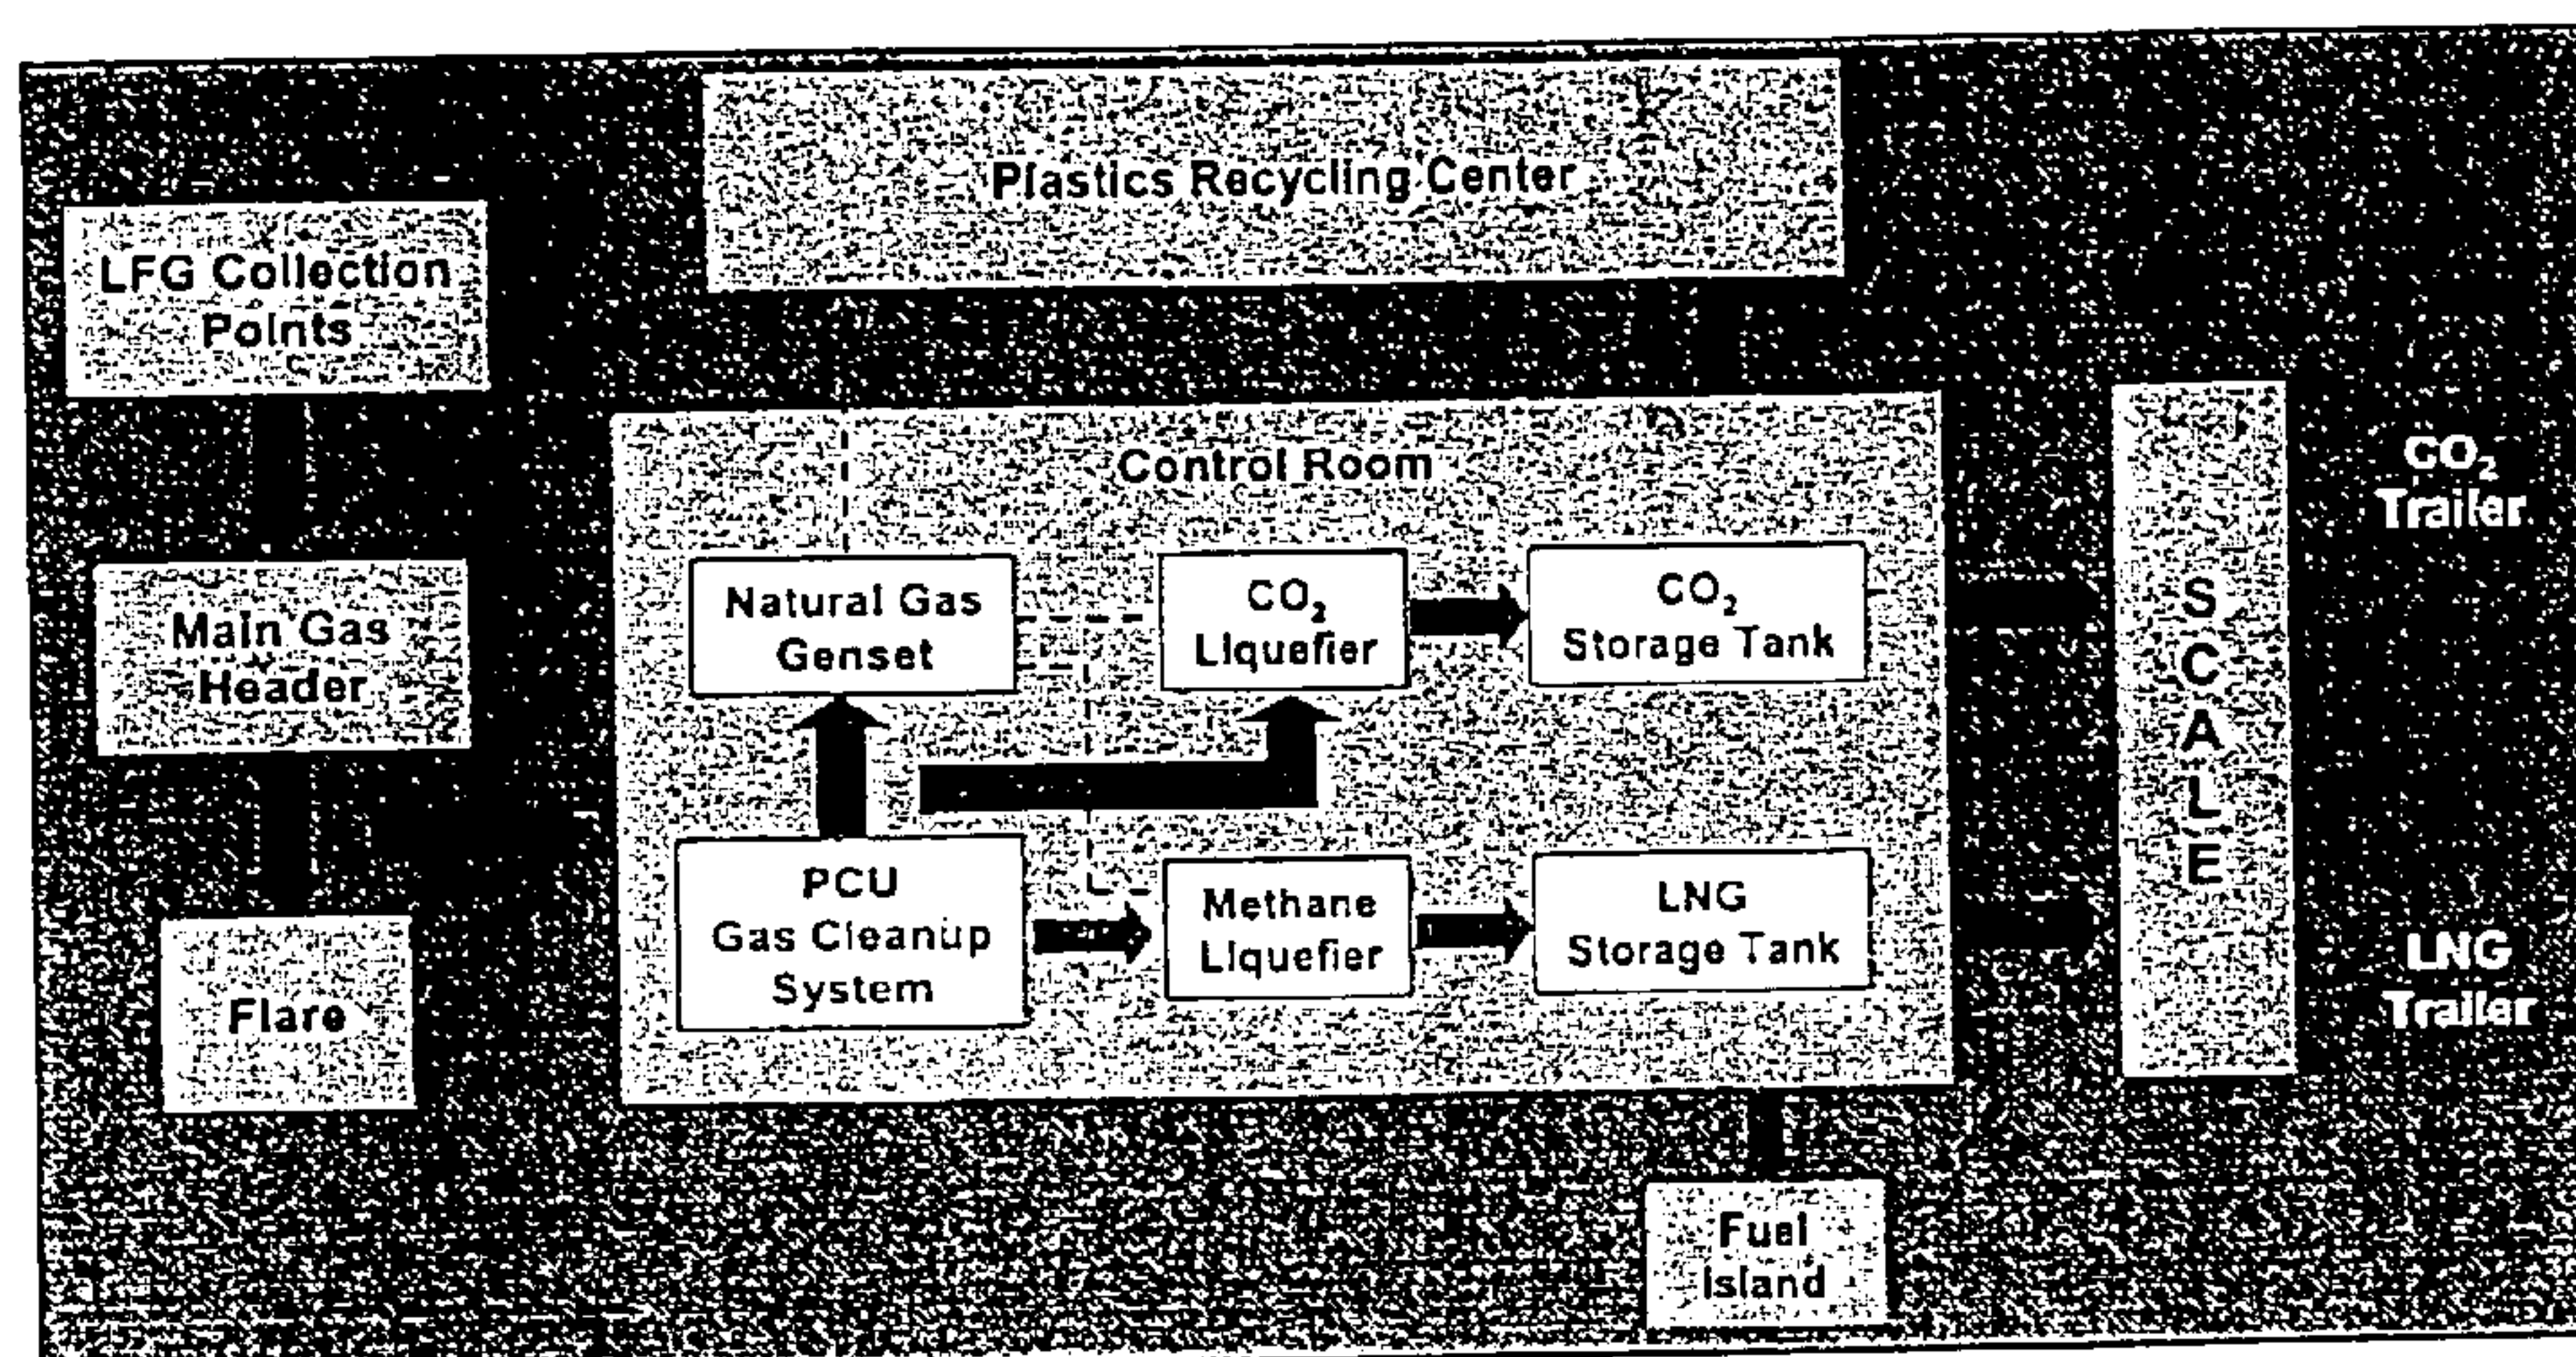 Plastics Recycling Center
LFG Collection
Points
Control Room
CO₂
Trailer
Natural Gas
Genset
CO₂
Liquefier
CO₂
Storage Tank
Main Gas
Header
SCALE
PCU
Gas Cleanup
System
Methane
Liquefier
LNG
Storage Tank
LNG
Trailer
Flare
Fuel
Island